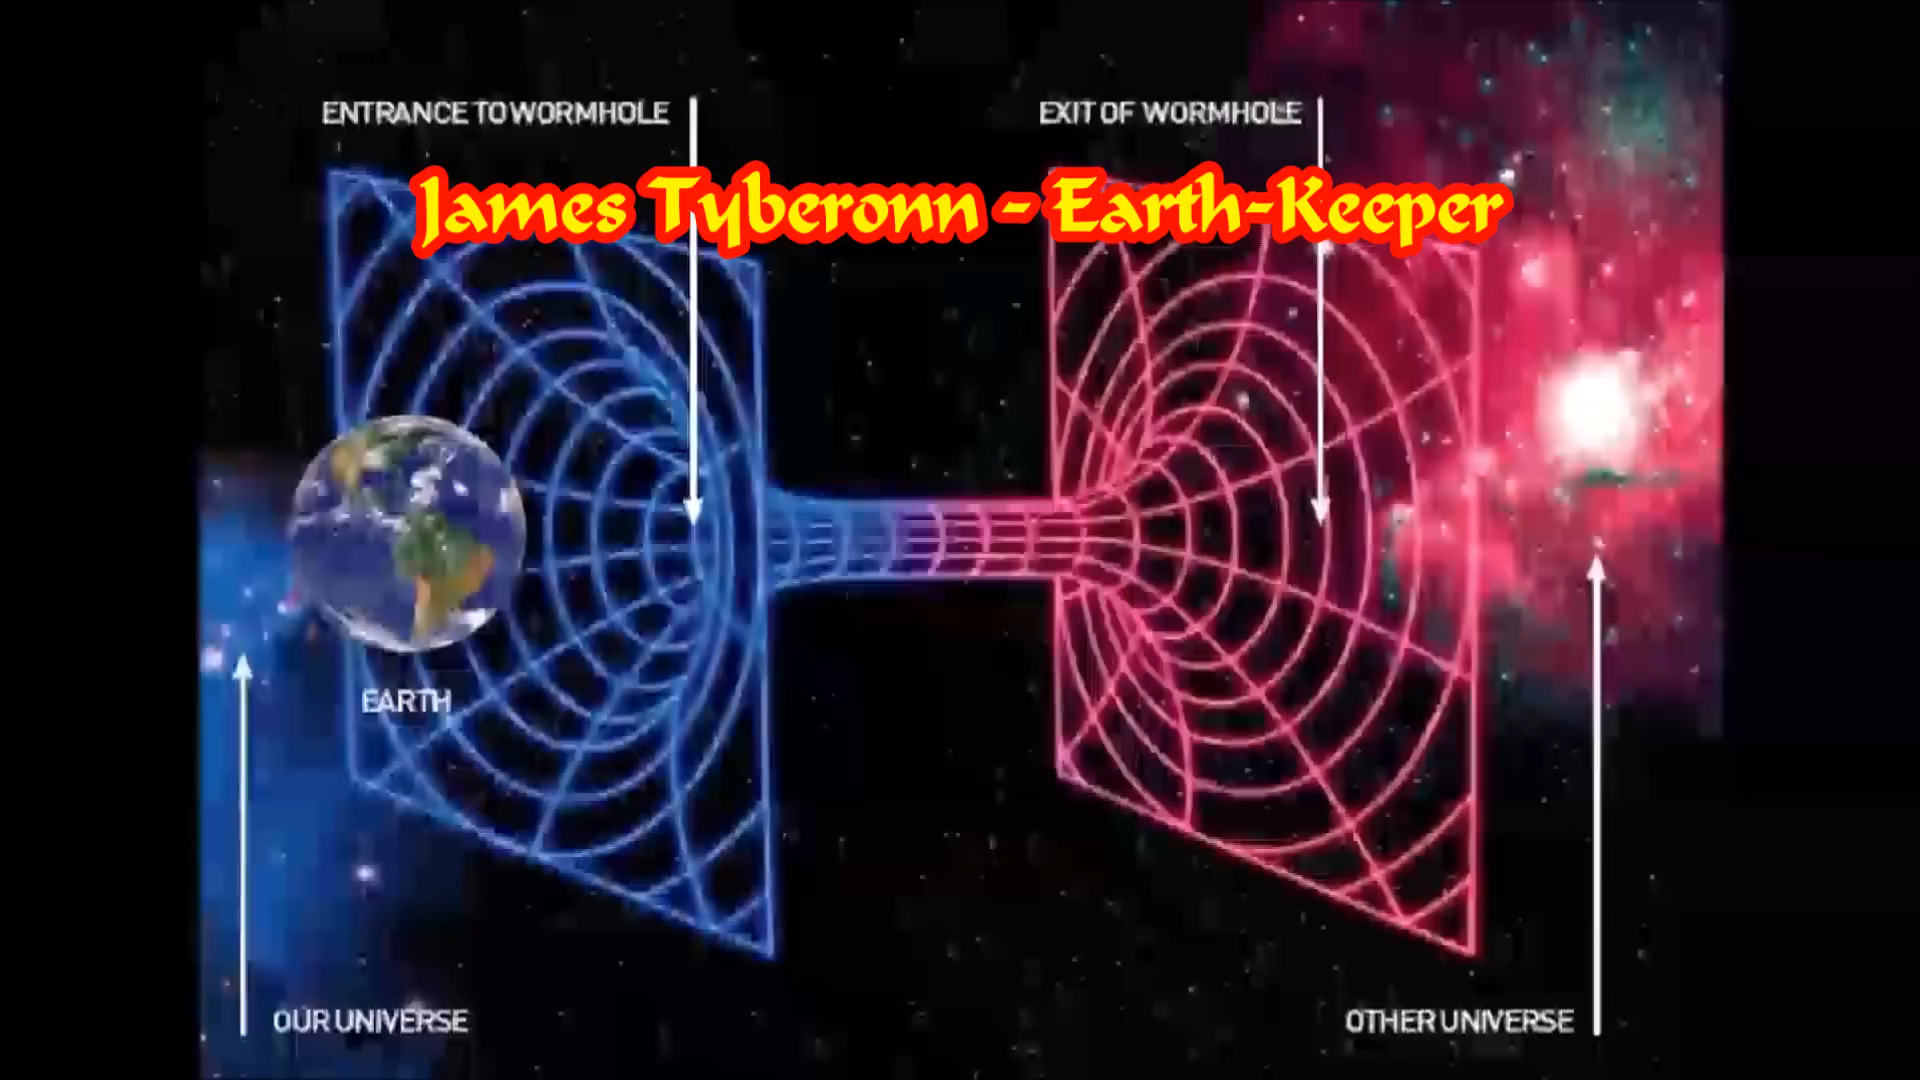 ENTRANCE TO WORMHOLE
EXIT OF WORMHOLE
James Tyberonn - Earth-Keeper
EARTH
OUR UNIVERSE
OTHER UNIVERSE